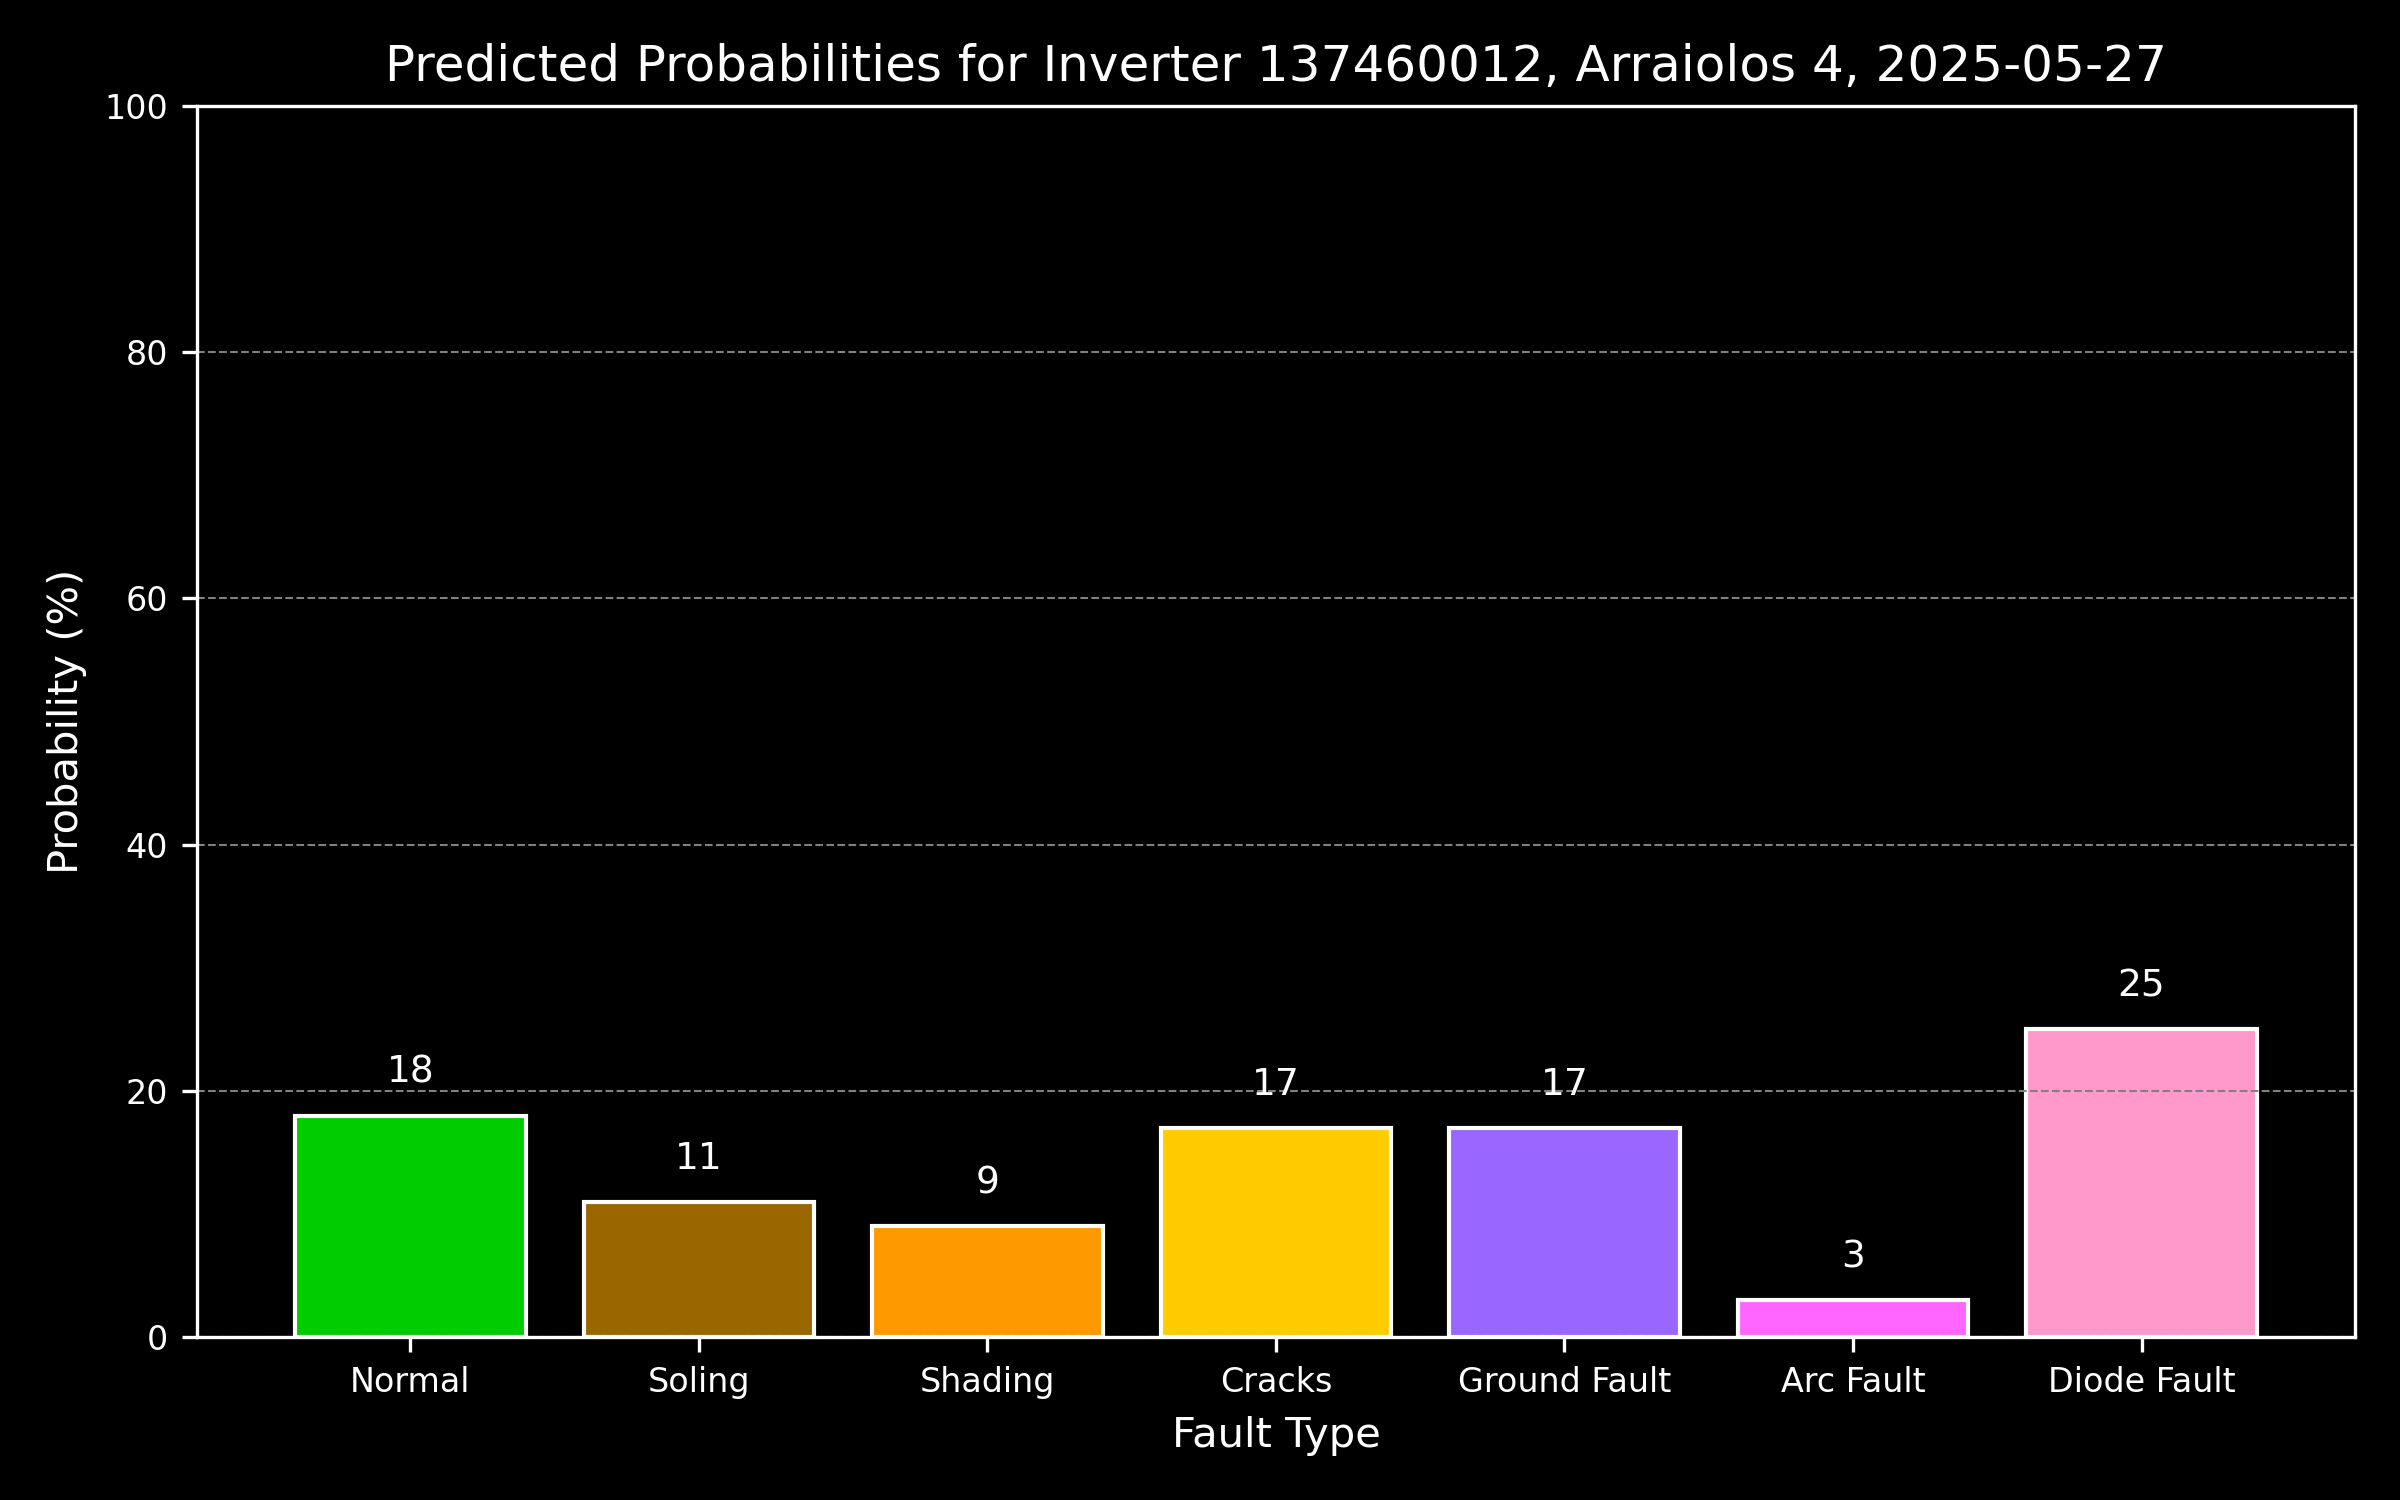 Predicted Probabilities for Inverter 137460012, Arraiolos 4, 2025-05-27
100
80
60
40
20
0
Probability (%)
18
11
9
17
17
3
25
Normal
Soling
Shading
Cracks
Ground Fault
Arc Fault
Diode Fault
Fault Type